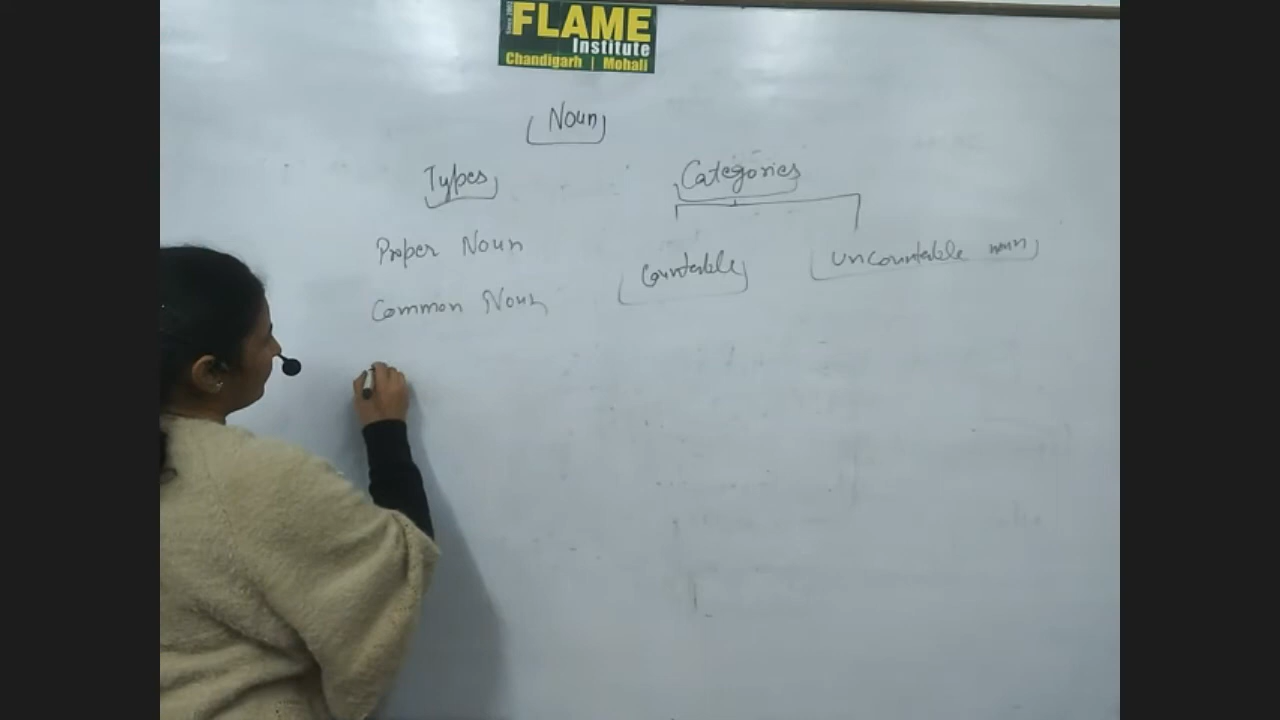 Since 2002
FLAME
Institute
Chandigarh | Mohali
Noun
Types
Categories
Proper Noun
Countable
Uncountable noun
Common Noun